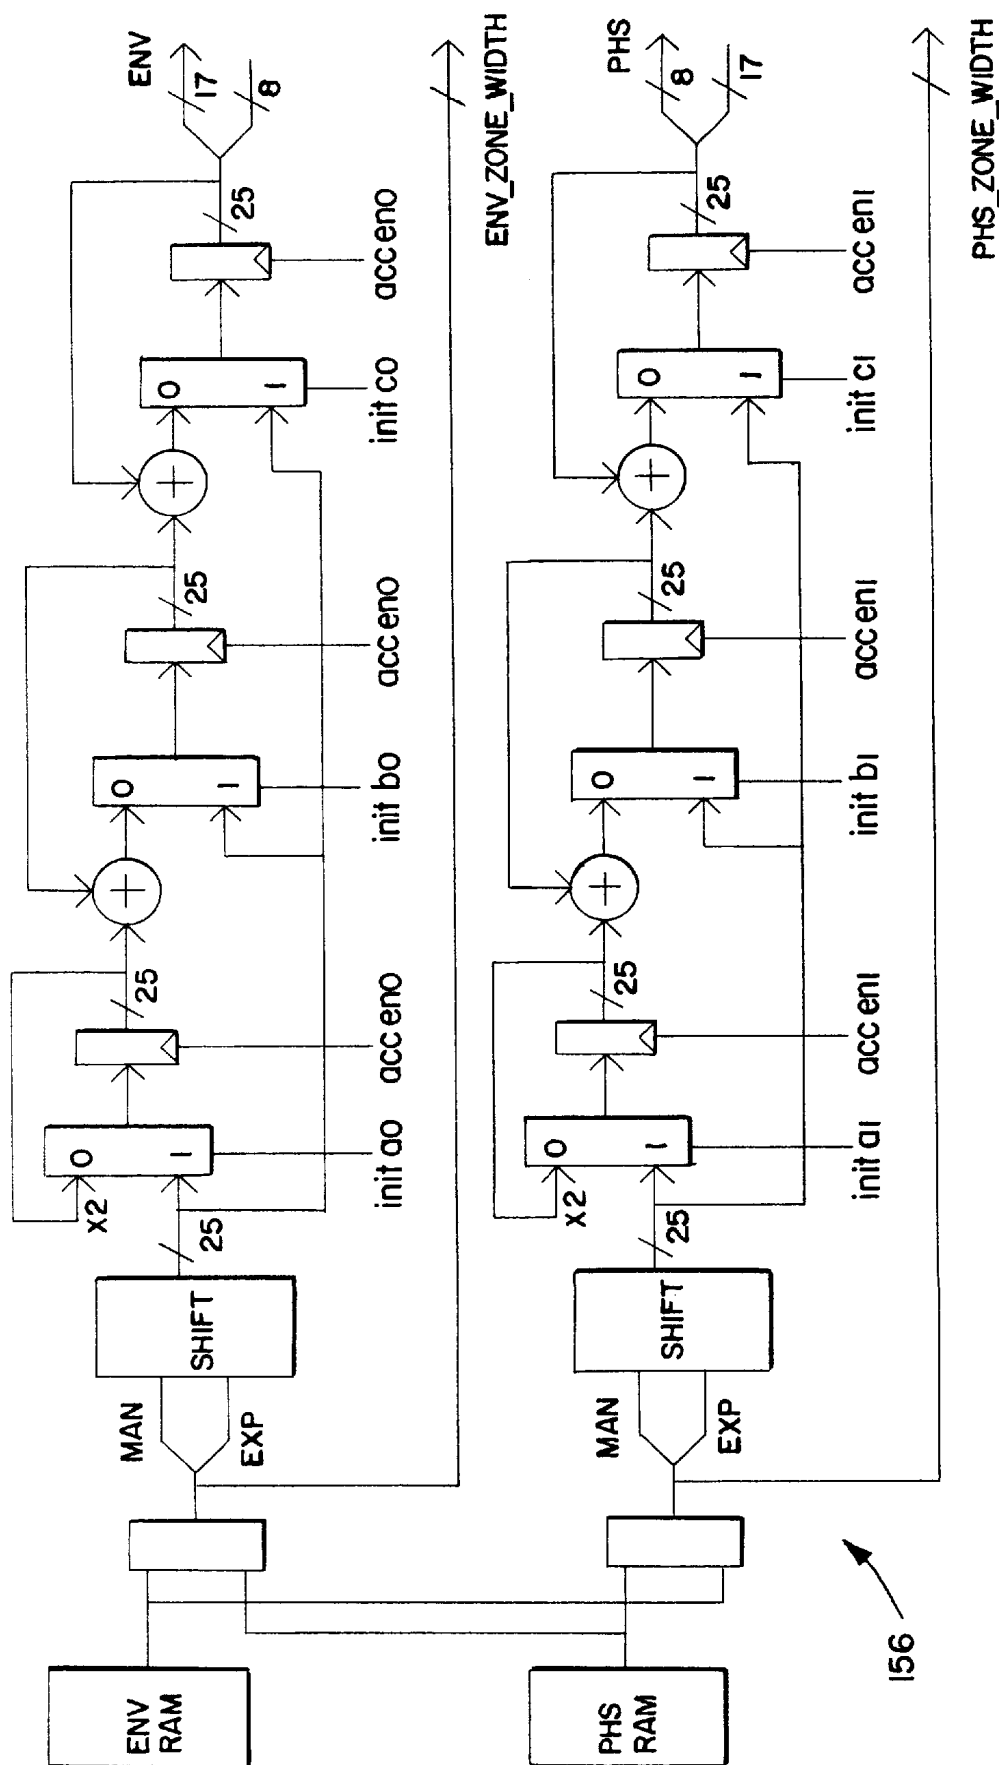 ENV
RAM
MAN
EXP
SHIFT
25
x2
0
1
init a0
acc en0
25
0
1
init b0
acc en0
25
0
1
init c0
acc en0
25
17
8
ENV
ENV_ZONE_WIDTH
PHS
RAM
MAN
EXP
SHIFT
25
x2
0
1
init a1
acc en1
25
0
1
init b1
acc en1
25
0
1
init c1
acc en1
25
8
17
PHS
PHS_ZONE_WIDTH
156